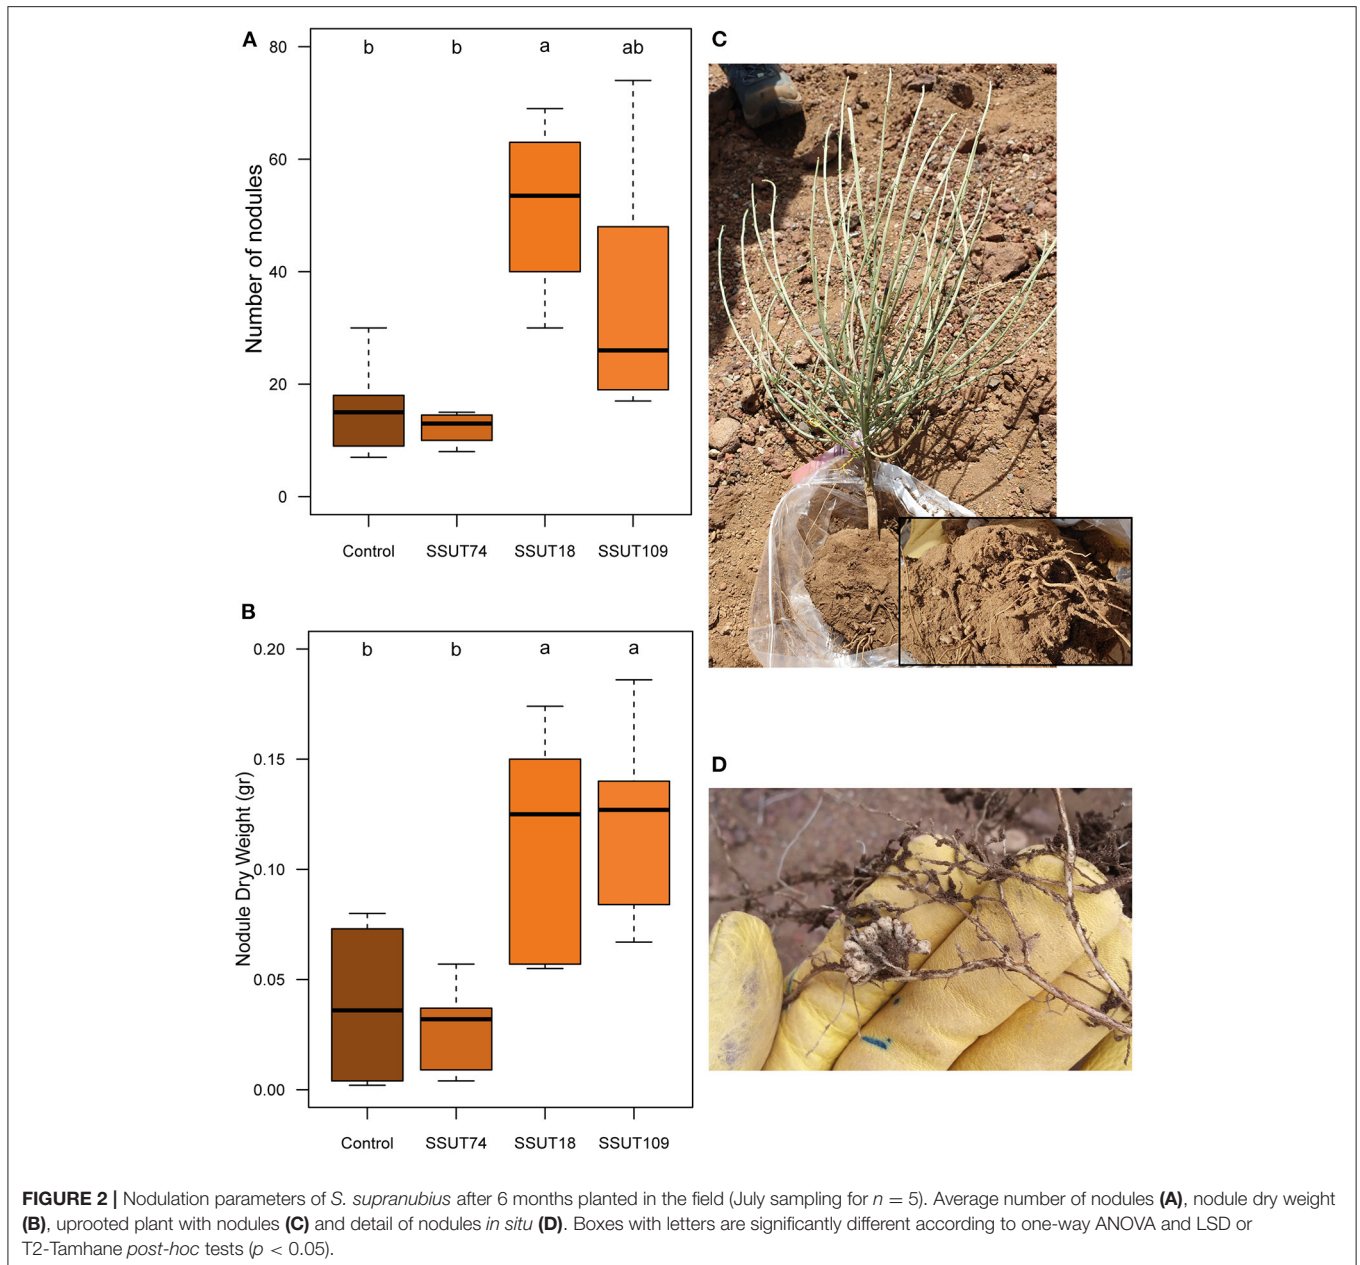 A
b b a ab
80
60
40
20
0
Number of nodules
Control SSUT74 SSUT18 SSUT109
B
b b a a
0.20
0.15
0.10
0.05
0.00
Nodule Dry Weight (gr)
Control SSUT74 SSUT18 SSUT109
C
D
FIGURE 2 | Nodulation parameters of S. supranubius after 6 months planted in the field (July sampling for n = 5). Average number of nodules (A), nodule dry weight
(B), uprooted plant with nodules (C) and detail of nodules in situ (D). Boxes with letters are significantly different according to one-way ANOVA and LSD or
T2-Tamhane post-hoc tests (p < 0.05).